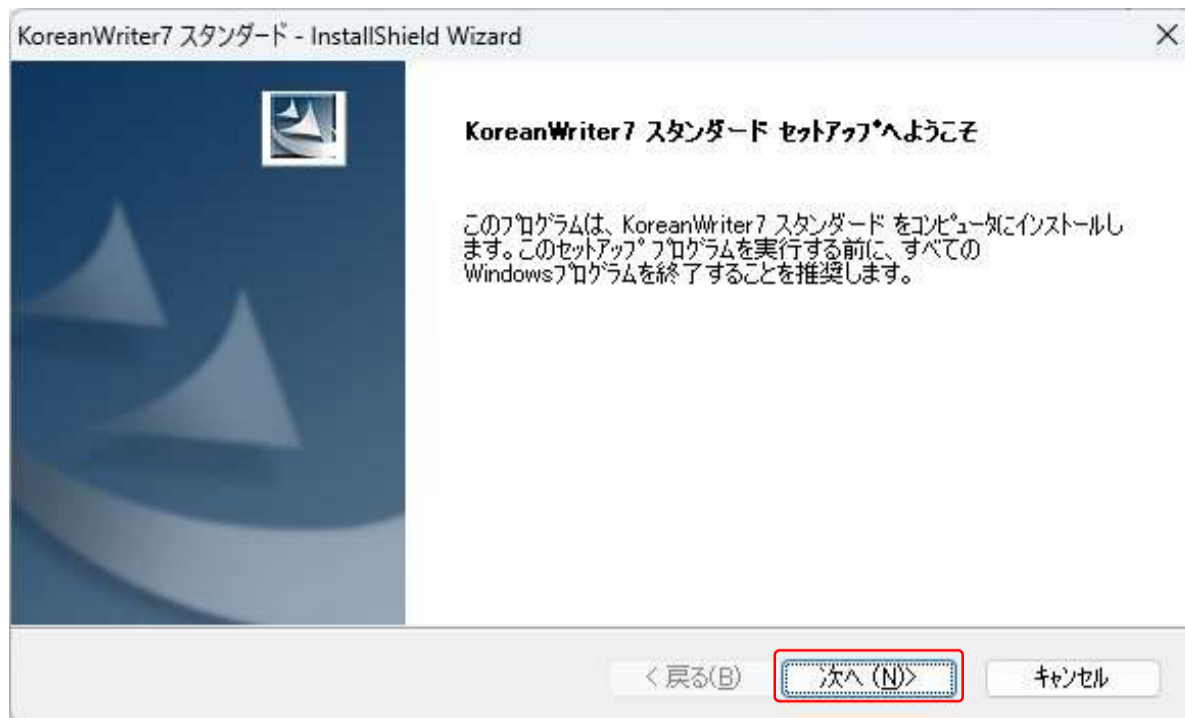 KoreanWriter7 スタンダード - InstallShield Wizard
KoreanWriter7 スタンダード セットアップへようこそ
このプログラムは、KoreanWriter7 スタンダード をコンピュータにインストールし
ます。このセットアップ プログラムを実行する前に、すべての
Windowsプログラムを終了することを推奨します。
< 戻る(B)
次へ (N)>
キャンセル